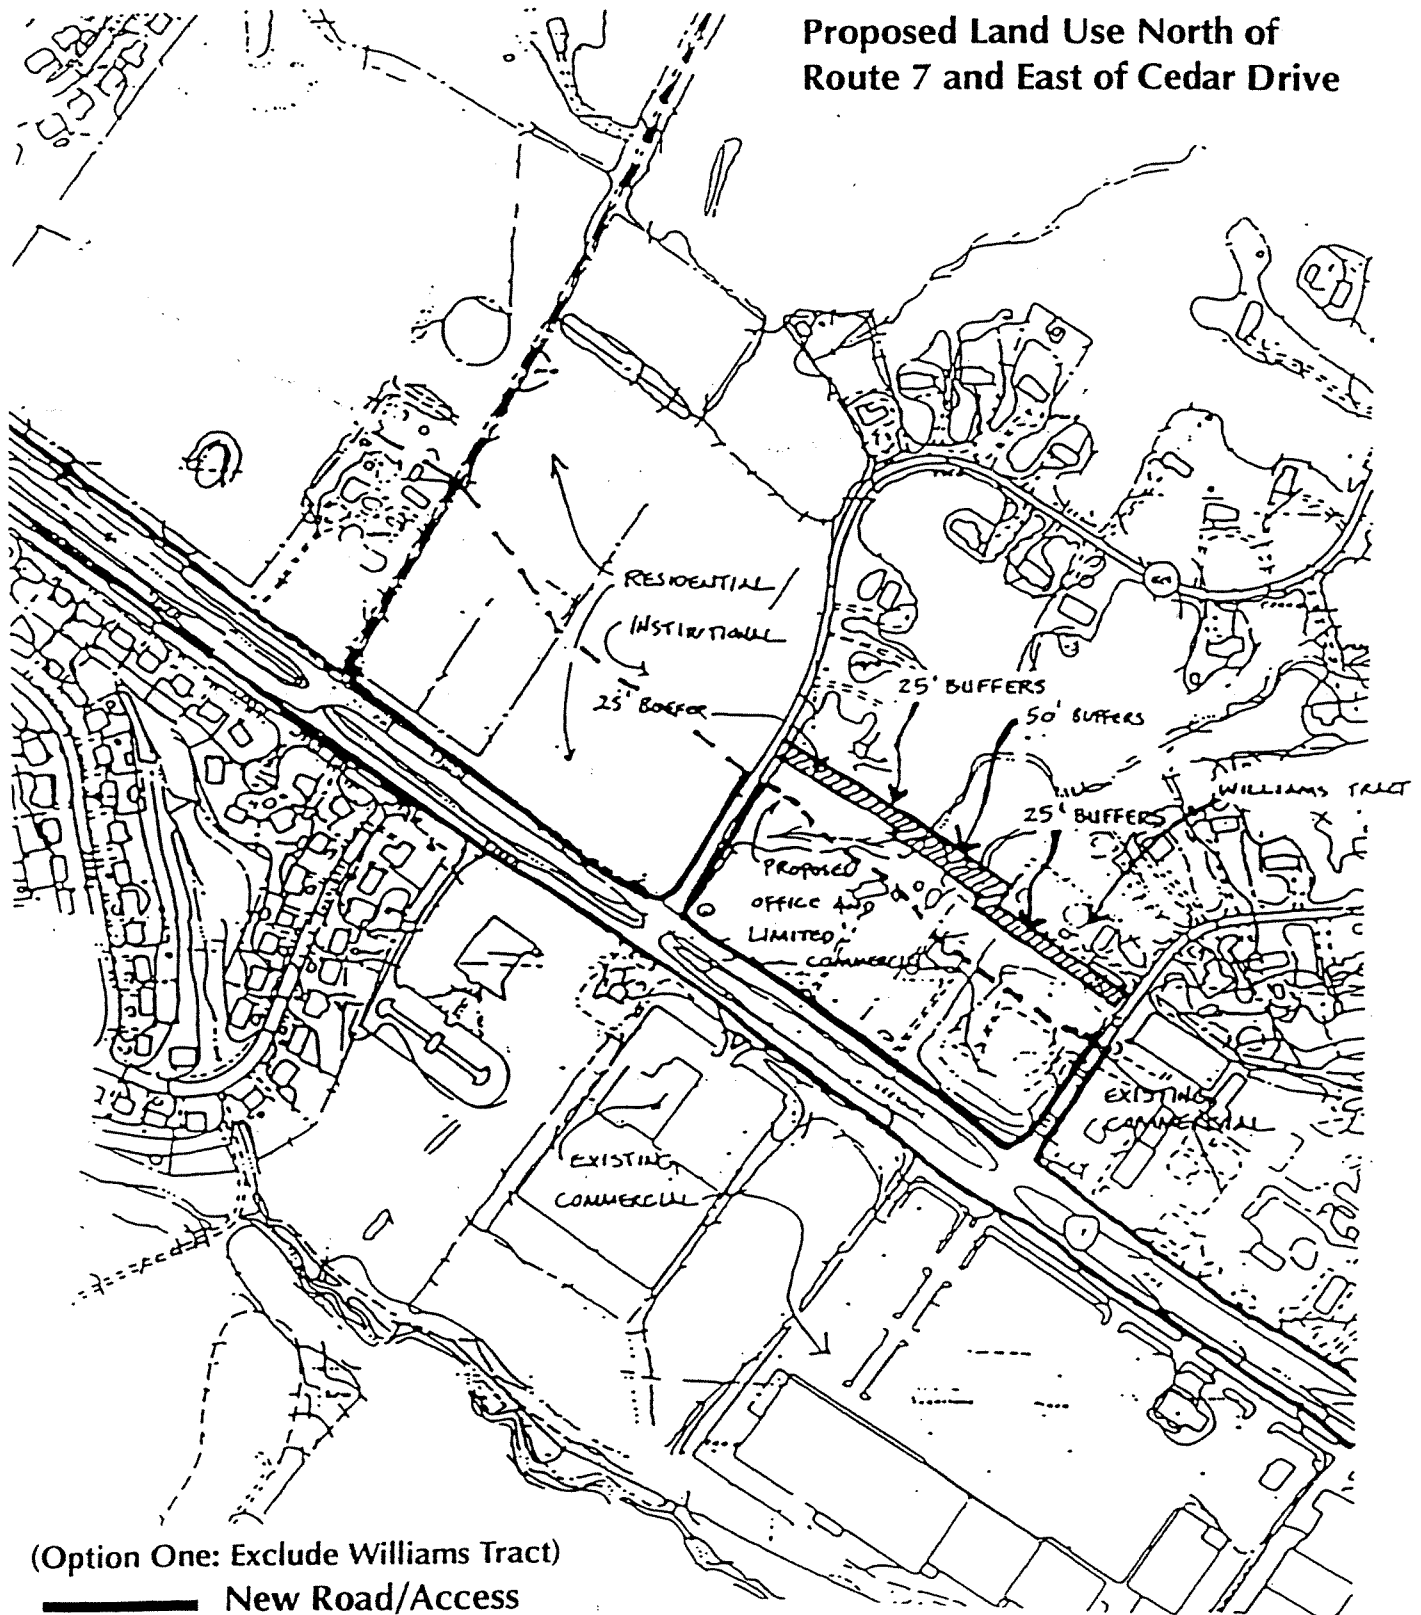 Proposed Land Use North of
Route 7 and East of Cedar Drive
RESIDENTIAL /
INSTITUTIONAL
25' BUFFER
25' BUFFERS
50' BUFFERS
WILLIAMS TRACT
25' BUFFERS
PROPOSED
OFFICE AND
LIMITED
COMMERCIAL
EXISTING
COMMERCIAL
EXISTING
COMMERCIAL
(Option One: Exclude Williams Tract)
New Road/Access